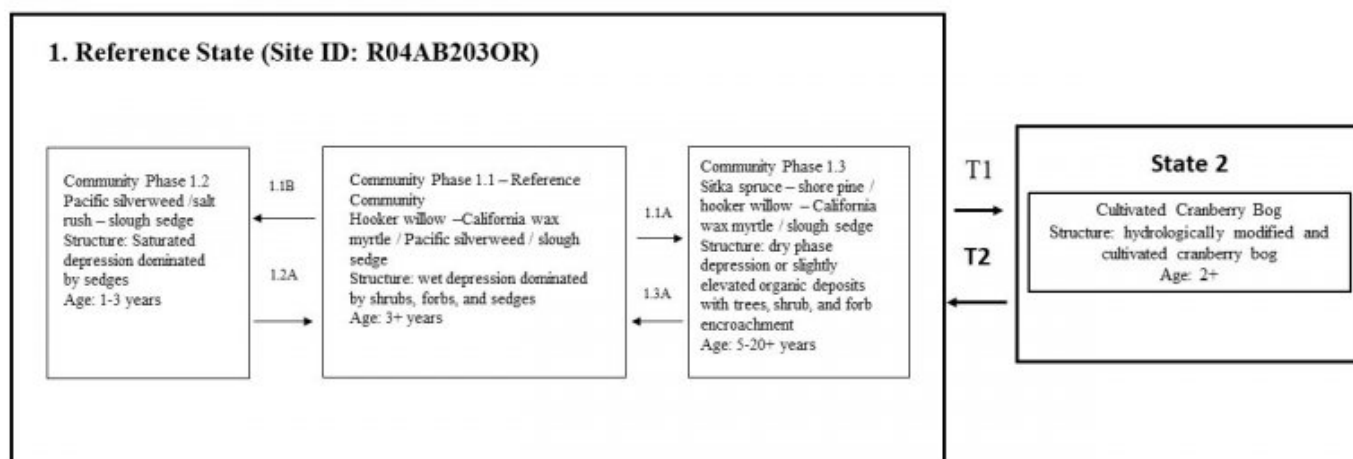 1. Reference State (Site ID: R04AB203OR)
Community Phase 1.2
Pacific silverweed /salt
rush – slough sedge
Structure: Saturated
depression dominated
by sedges
Age: 1-3 years
1.1B
1.2A
Community Phase 1.1 – Reference
Community
Hooker willow –California wax
myrtle / Pacific silverweed / slough
sedge
Structure: wet depression dominated
by shrubs, forbs, and sedges
Age: 3+ years
1.1A
1.3A
Community Phase 1.3
Sitka spruce – shore pine /
hooker willow – California
wax myrtle / slough sedge
Structure: dry phase
depression or slightly
elevated organic deposits
with trees, shrub, and forb
encroachment
Age: 5-20+ years
T1
T2
State 2
Cultivated Cranberry Bog
Structure: hydrologically modified and
cultivated cranberry bog
Age: 2+